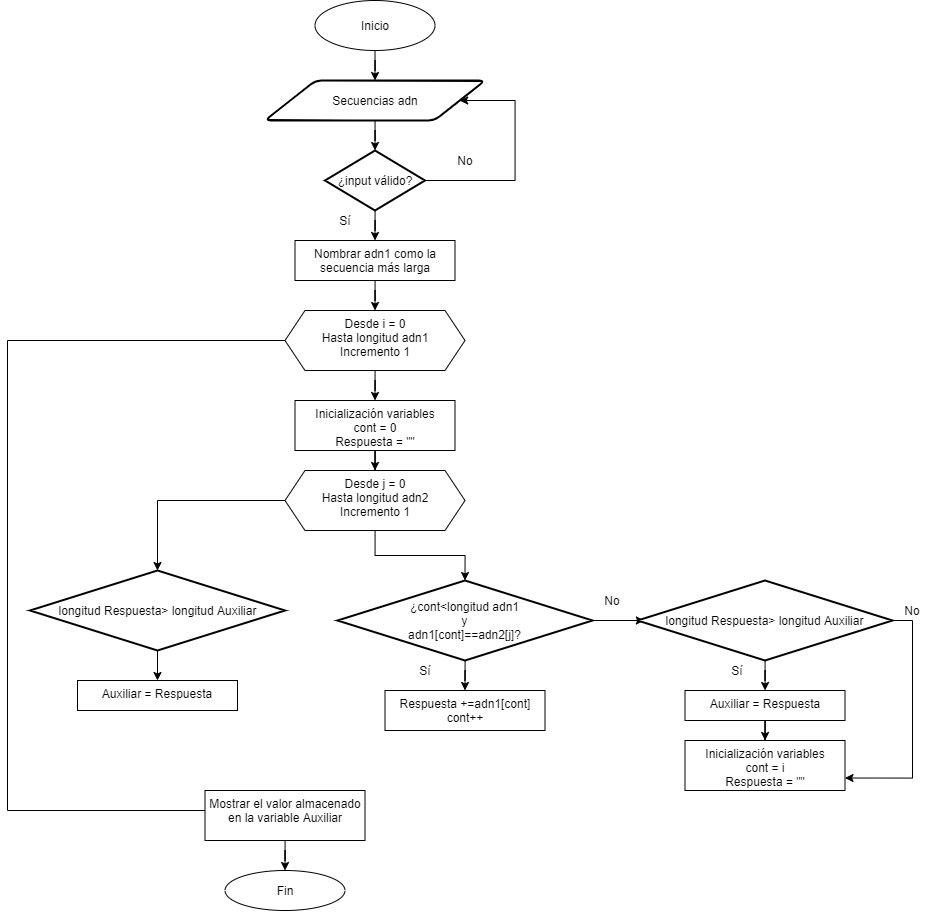 Inicio
Secuencias adn
No
¿input válido?
Sí
Nombrar adn1 como la
secuencia más larga
Desde i = 0
Hasta longitud adn1
Incremento 1
Inicialización variables
cont = 0
Respuesta = ""
Desde j = 0
Hasta longitud adn2
Incremento 1
longitud Respuesta> longitud Auxiliar
Auxiliar = Respuesta
¿cont<longitud adn1
y
adn1[cont]==adn2[j]?
Sí
Respuesta +=adn1[cont]
cont++
No
longitud Respuesta> longitud Auxiliar
No
Sí
Auxiliar = Respuesta
Inicialización variables
cont = i
Respuesta = ""
Mostrar el valor almacenado
en la variable Auxiliar
Fin